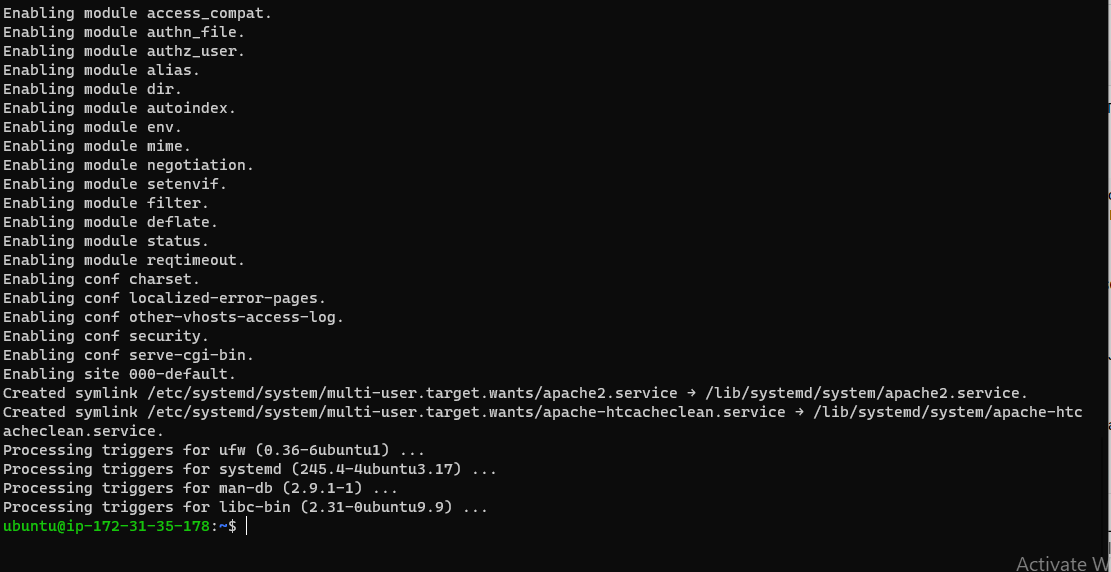 Enabling module access_compat.
Enabling module authn_file.
Enabling module authz_user.
Enabling module alias.
Enabling module dir.
Enabling module autoindex.
Enabling module env.
Enabling module mime.
Enabling module negotiation.
Enabling module setenvif.
Enabling module filter.
Enabling module deflate.
Enabling module status.
Enabling module reqtimeout.
Enabling conf charset.
Enabling conf localized-error-pages.
Enabling conf other-vhosts-access-log.
Enabling conf security.
Enabling conf serve-cgi-bin.
Enabling site 000-default.
Created symlink /etc/systemd/system/multi-user.target.wants/apache2.service → /lib/systemd/system/apache2.service.
Created symlink /etc/systemd/system/multi-user.target.wants/apache-htcacheclean.service → /lib/systemd/system/apache-htc
acheclean.service.
Processing triggers for ufw (0.36-6ubuntu1) ...
Processing triggers for systemd (245.4-4ubuntu3.17) ...
Processing triggers for man-db (2.9.1-1) ...
Processing triggers for libc-bin (2.31-0ubuntu9.9) ...
ubuntu@ip-172-31-35-178:~$
Activate W